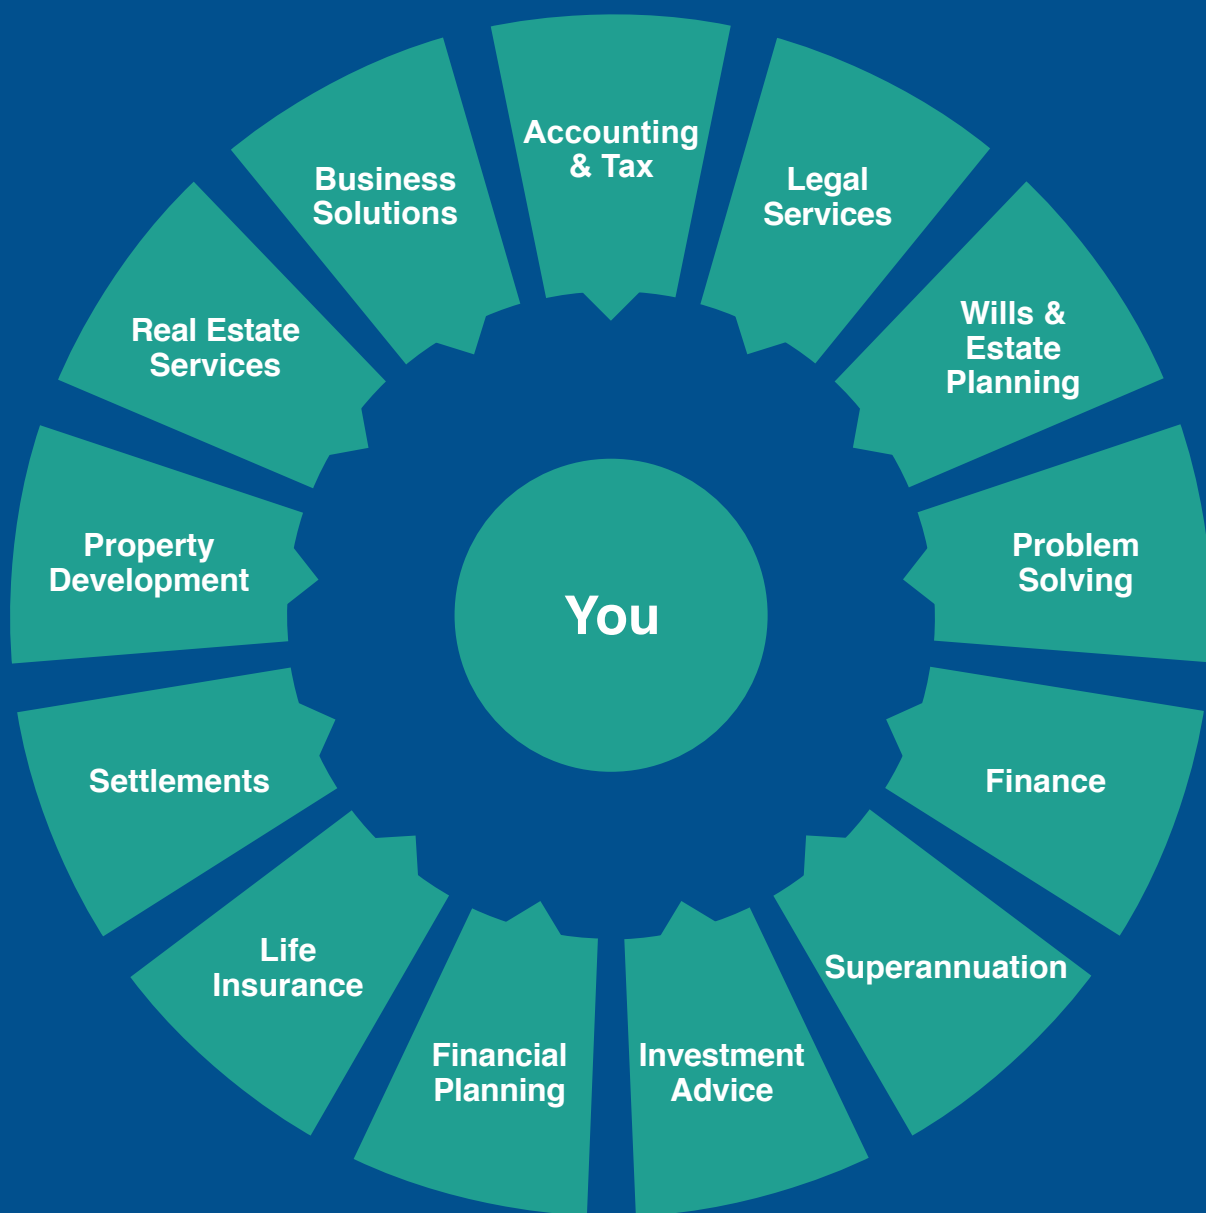 Accounting
& Tax
Legal
Services
Wills &
Estate
Planning
Problem
Solving
Finance
Superannuation
Investment
Advice
Financial
Planning
Life
Insurance
Settlements
Property
Development
Real Estate
Services
Business
Solutions
You